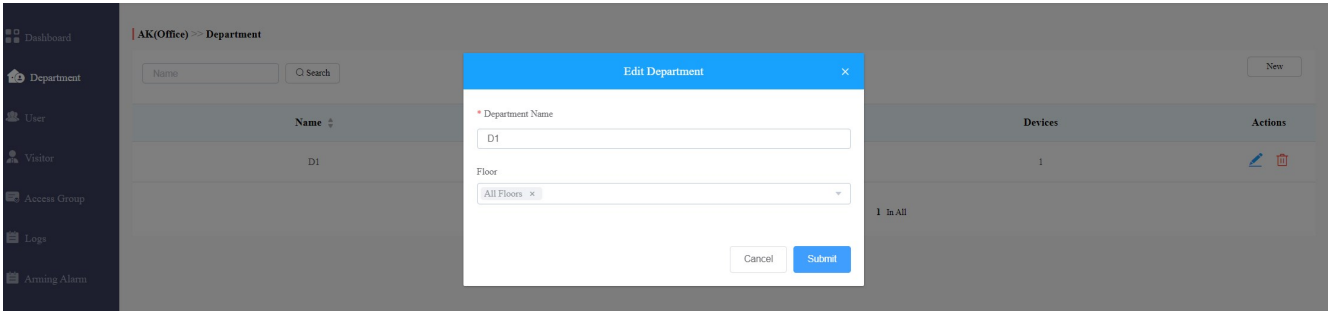 Dashboard
Department
User
Visitor
Access Group
Logs
Arming Alarm
AK(Office) >> Department
Name
Search
New
Name
Devices
Actions
D1
1
1 In All
Edit Department ×
* Department Name
D1
Floor
All Floors ×
Cancel
Submit